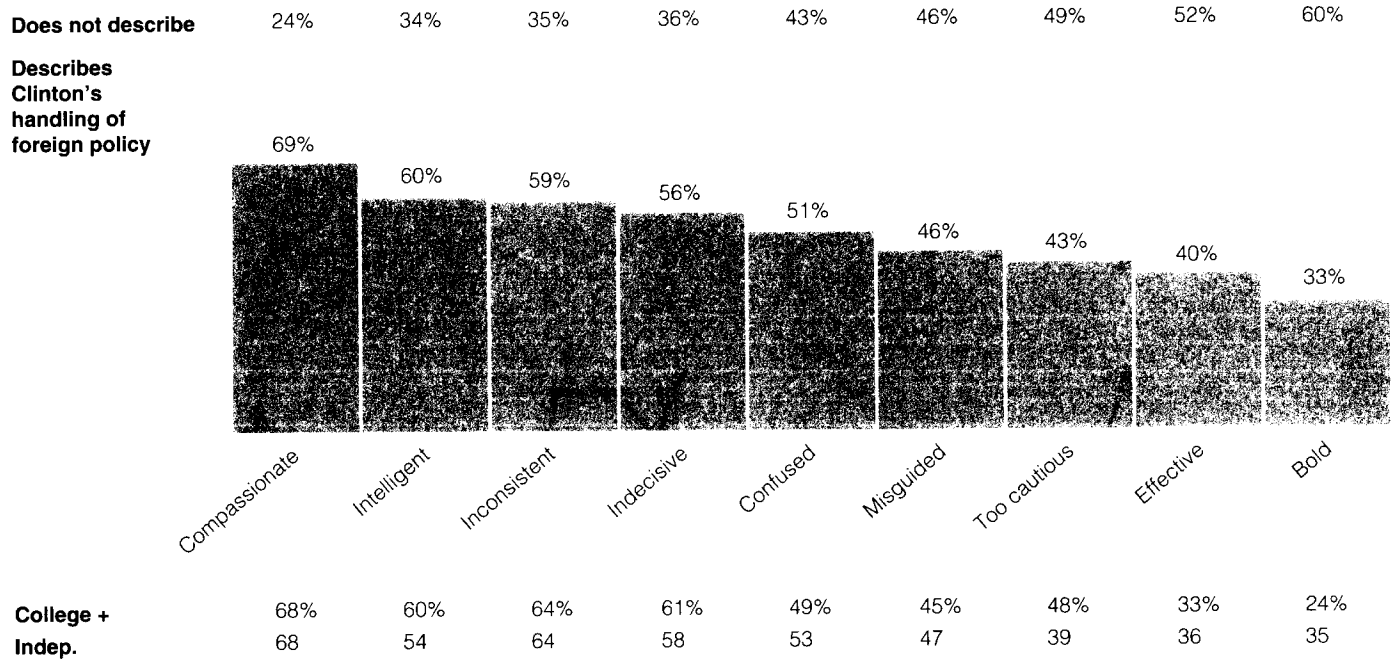 Does not describe 24% 34% 35% 36% 43% 46% 49% 52% 60%
Describes
Clinton's
handling of
foreign policy
69% 60% 59% 56% 51% 46% 43% 40% 33%
Compassionate Intelligent Inconsistent Indecisive Confused Misguided Too cautious Effective Bold
College + 68% 60% 64% 61% 49% 45% 48% 33% 24%
Indep. 68 54 64 58 53 47 39 36 35